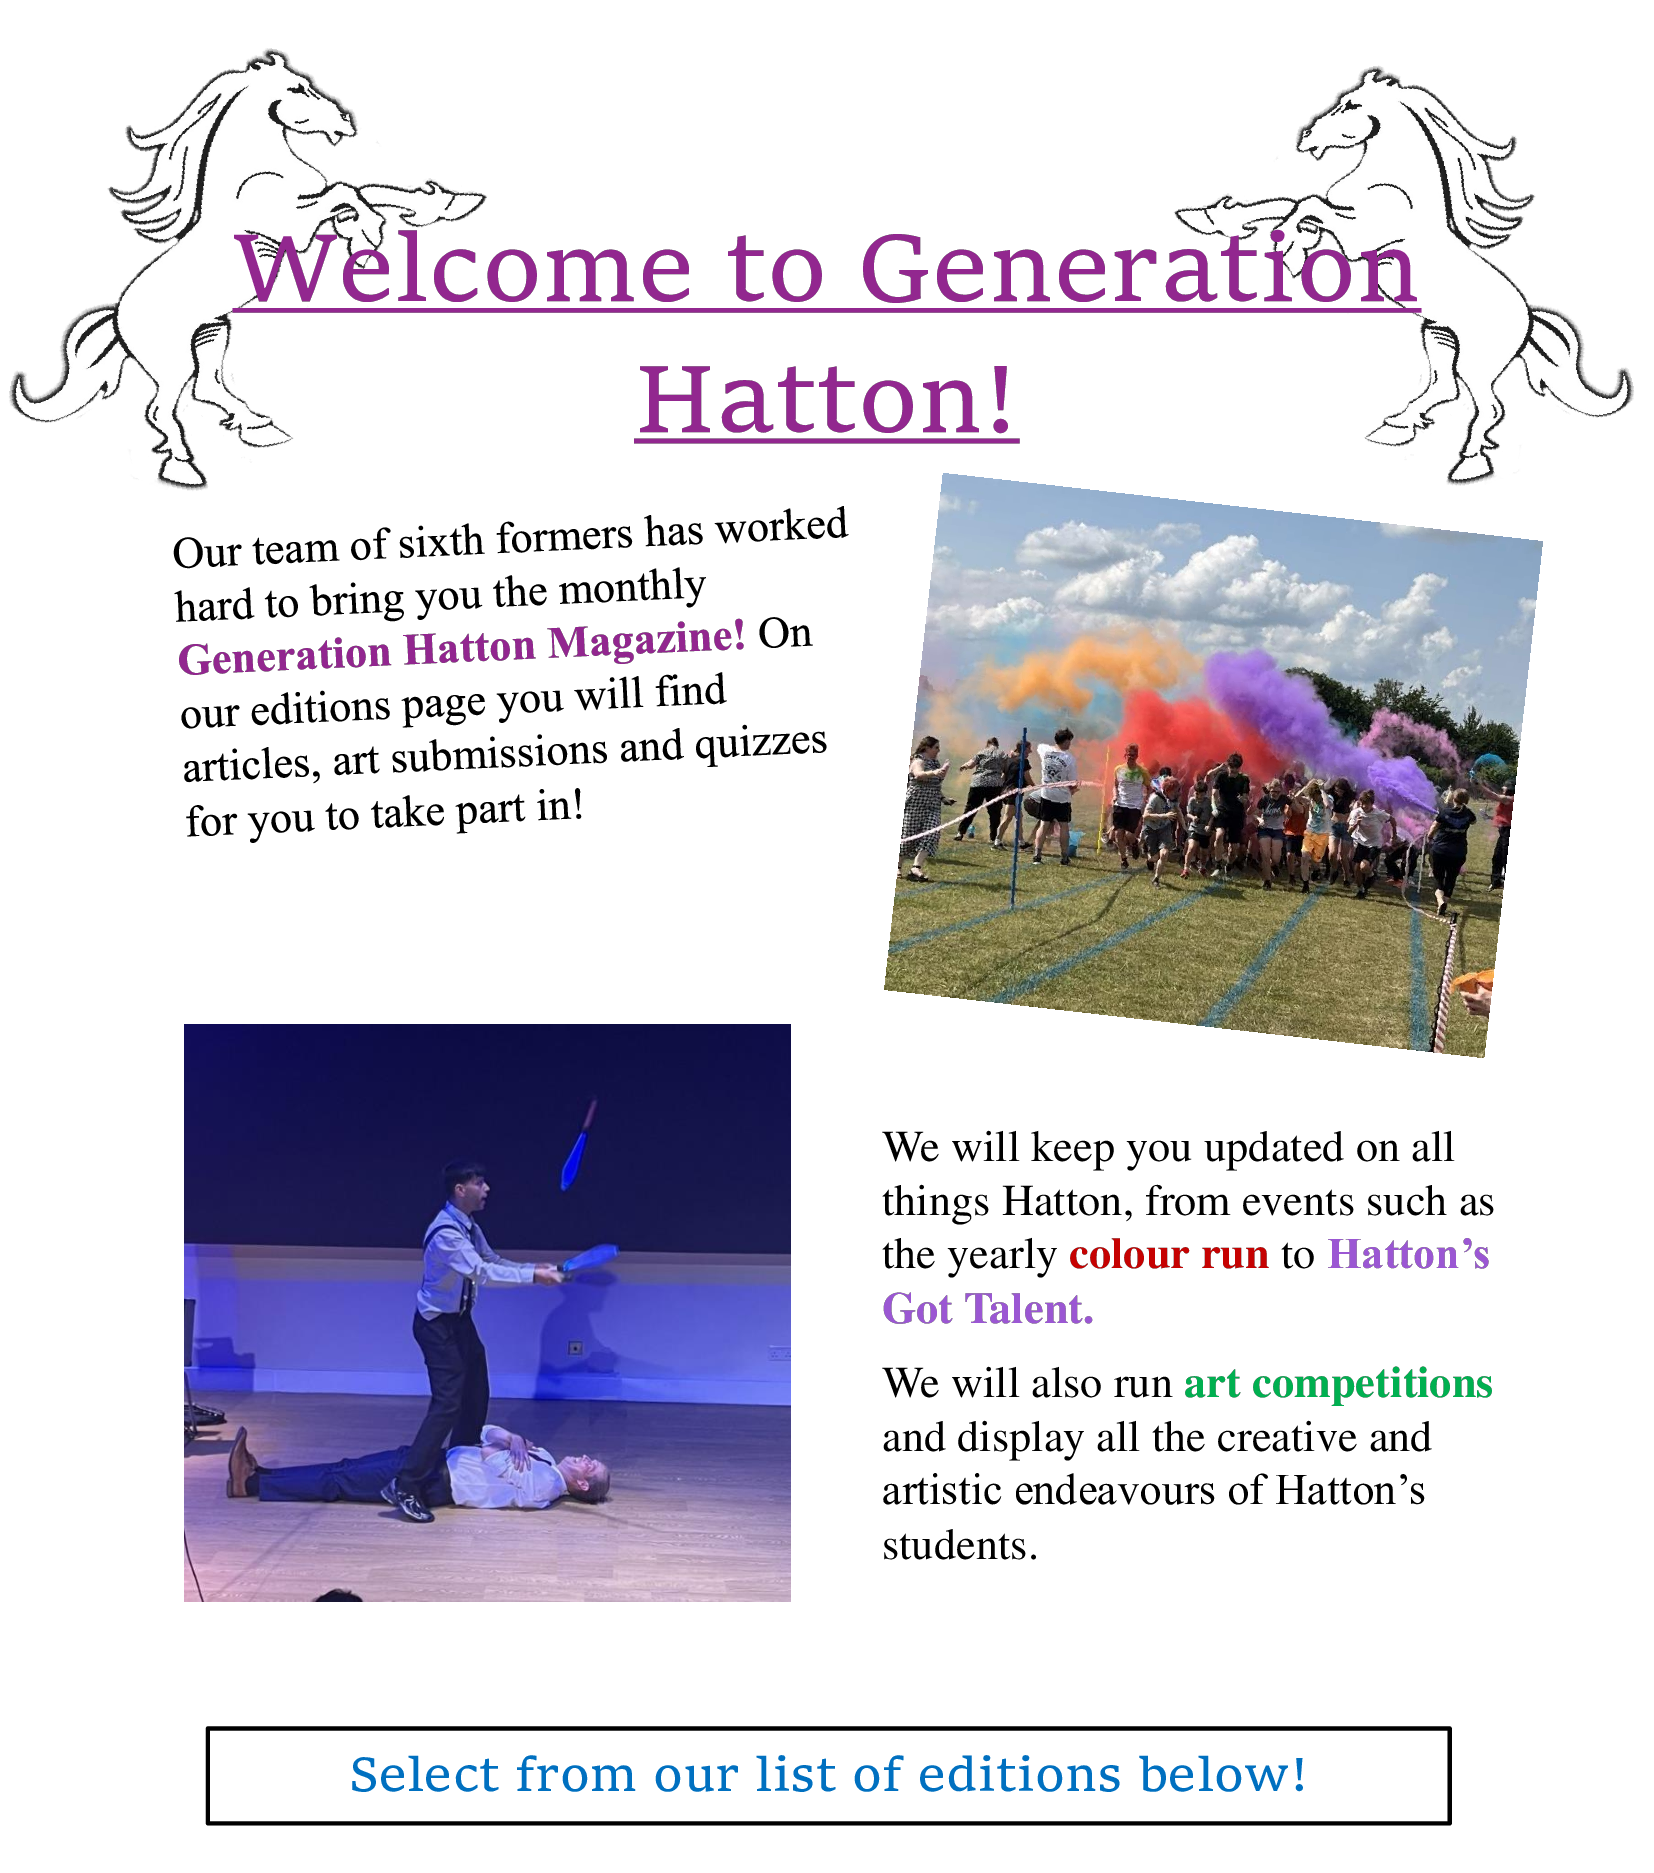 Welcome to Generation
Hatton!
Our team of sixth formers has worked
hard to bring you the monthly
Generation Hatton Magazine! On
our editions page you will find
articles, art submissions and quizzes
for you to take part in!
We will keep you updated on all
things Hatton, from events such as
the yearly colour run to Hatton’s
Got Talent.
We will also run art competitions
and display all the creative and
artistic endeavours of Hatton’s
students.
Select from our list of editions below!